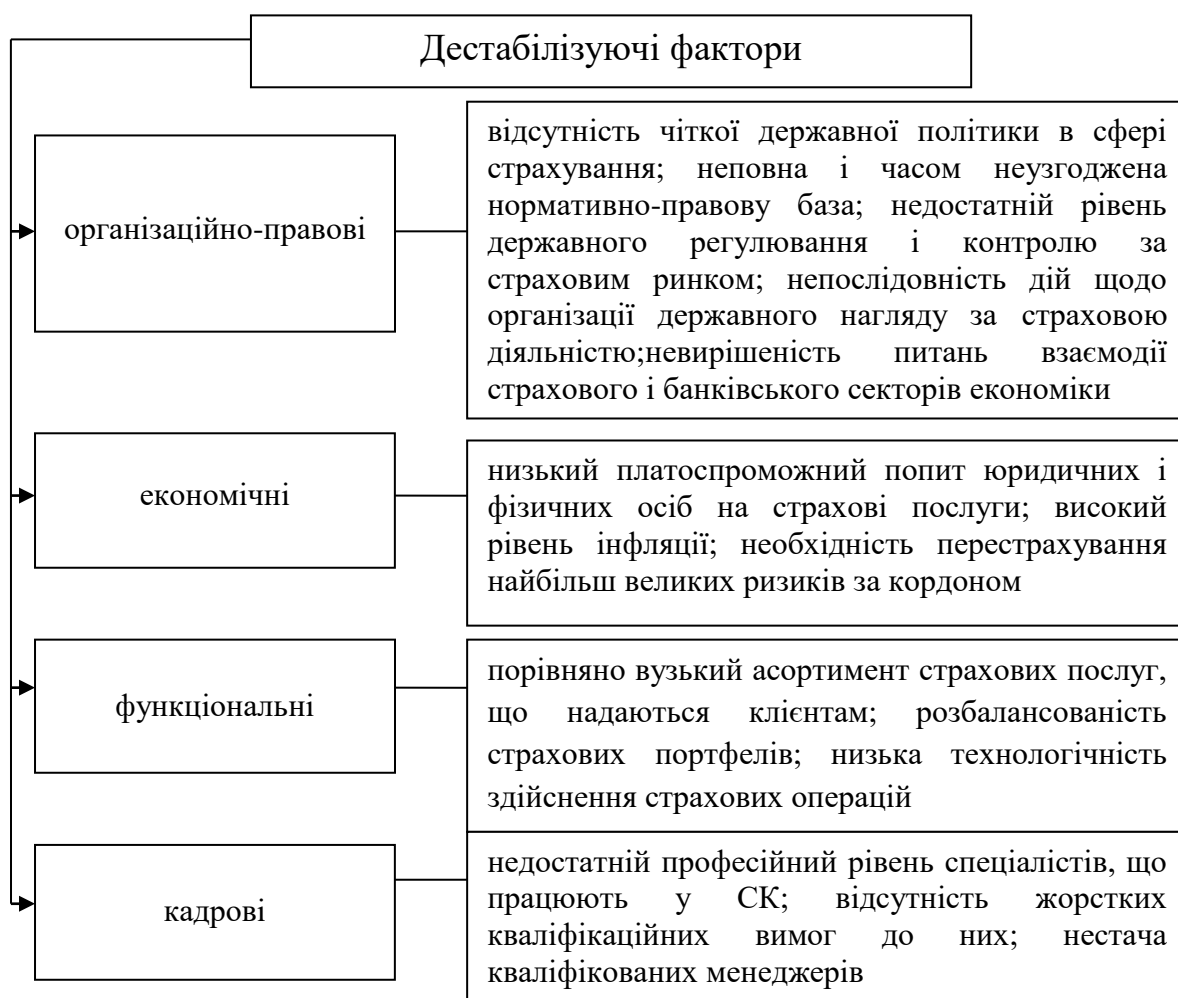 Дестабілізуючі фактори
організаційно-правові
відсутність чіткої державної політики в сфері
страхування; неповна і часом неузгоджена
нормативно-правову база; недостатній рівень
державного регулювання і контролю за
страховим ринком; непослідовність дій щодо
організації державного нагляду за страховою
діяльністю;невирішеність питань взаємодії
страхового і банківського секторів економіки
економічні
низький платоспроможний попит юридичних і
фізичних осіб на страхові послуги; високий
рівень інфляції; необхідність перестрахування
найбільш великих ризиків за кордоном
функціональні
порівняно вузький асортимент страхових послуг,
що надаються клієнтам; розбалансованість
страхових портфелів; низька технологічність
здійснення страхових операцій
кадрові
недостатній професійний рівень спеціалістів, що
працюють у СК; відсутність жорстких
кваліфікаційних вимог до них; нестача
кваліфікованих менеджерів